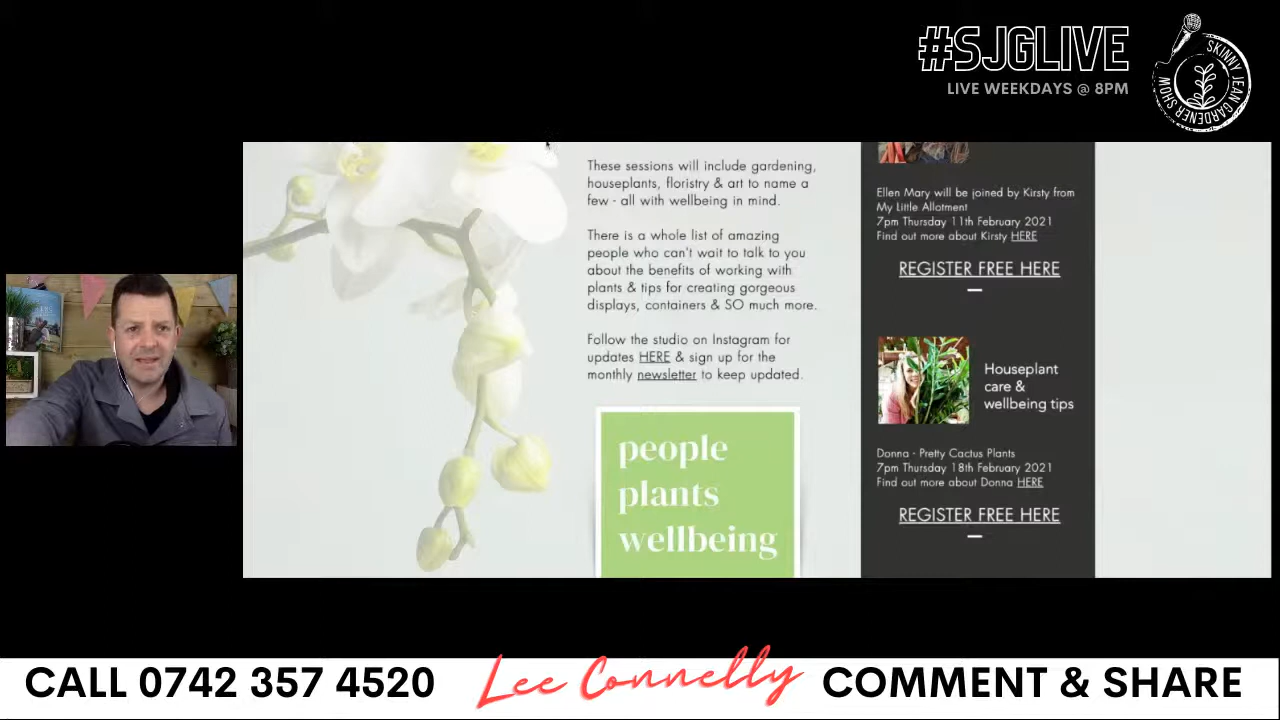 #SJGLIVE
LIVE WEEKDAYS @ 8PM
SKINNY JEAN GARDENER SHOW
These sessions will include gardening,
houseplants, floristry & art to name a
few - all with wellbeing in mind.
There is a whole list of amazing
people who can't wait to talk to you
about the benefits of working with
plants & tips for creating gorgeous
displays, containers & SO much more.
Follow the studio on Instagram for
updates HERE & sign up for the
monthly newsletter to keep updated.
people
plants
wellbeing
Ellen Mary will be joined by Kirsty from
My Little Allotment
7pm Thursday 11th February 2021
Find out more about Kirsty HERE
REGISTER FREE HERE
Houseplant
care &
wellbeing tips
Donna - Pretty Cactus Plants
7pm Thursday 18th February 2021
Find out more about Donna HERE
REGISTER FREE HERE
CALL 0742 357 4520
Lee Connelly
COMMENT & SHARE